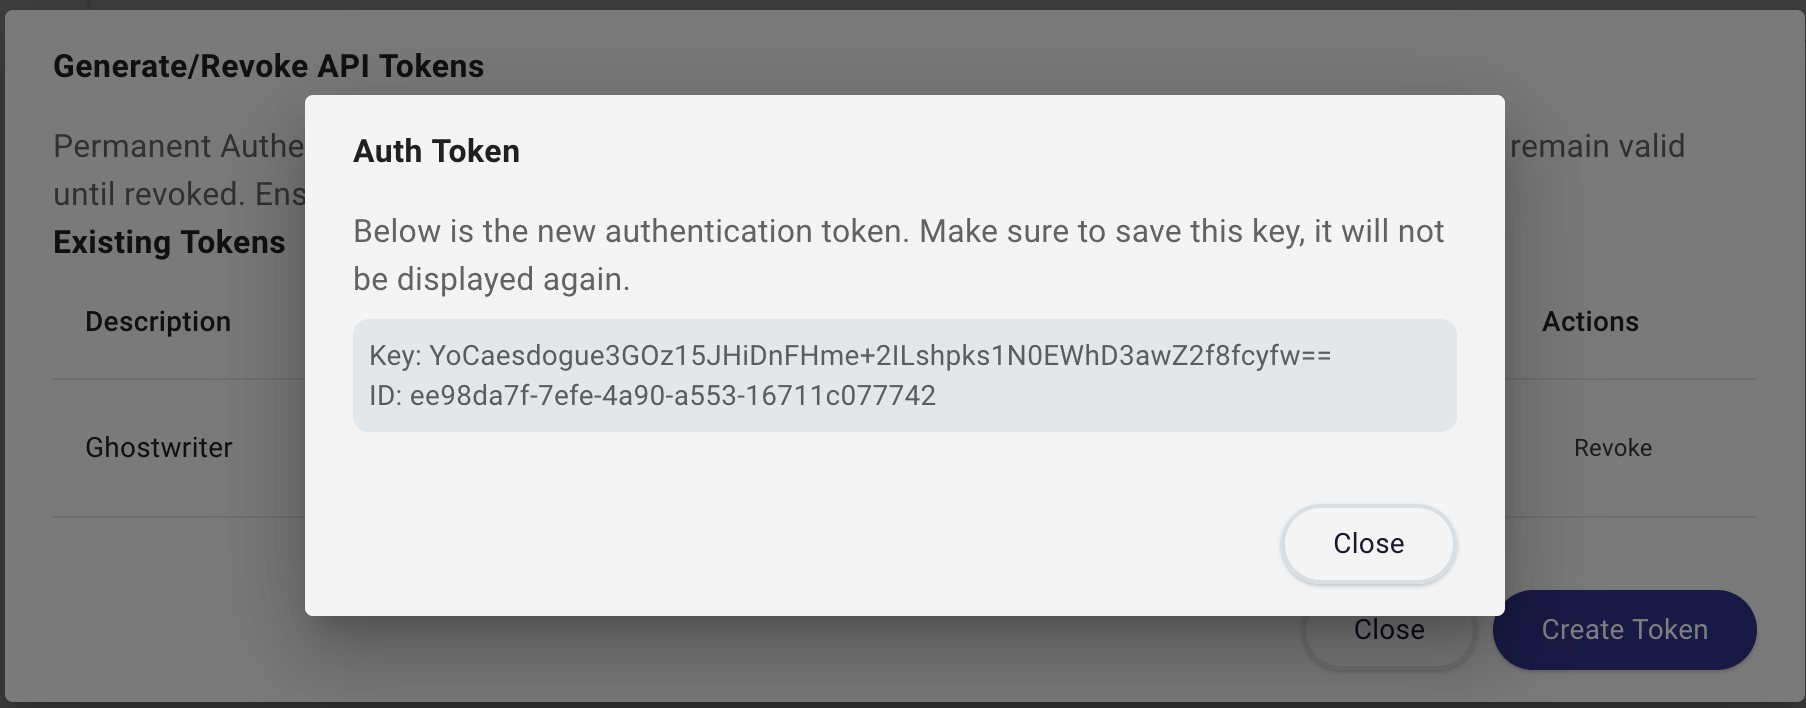 Generate/Revoke API Tokens
Permanent Authe remain valid
until revoked. Ens
Existing Tokens
Description Actions
Ghostwriter Revoke
Auth Token
Below is the new authentication token. Make sure to save this key, it will not
be displayed again.
Key: YoCaesdogue3GOz15JHiDnFHme+2ILshpks1N0EWhD3awZ2f8fcyfw==
ID: ee98da7f-7efe-4a90-a553-16711c077742
Close
Close Create Token